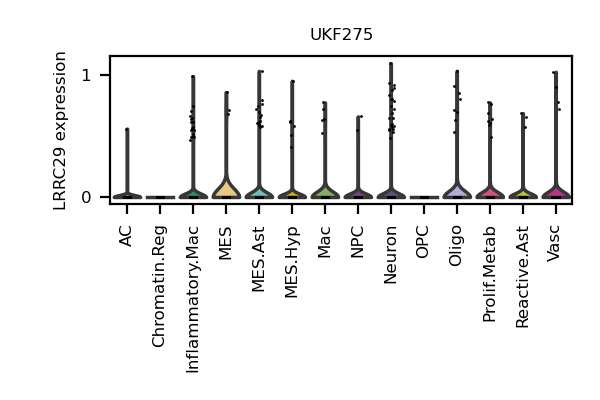 UKF275
LRRC29 expression
1
0
AC
Chromatin.Reg
Inflammatory.Mac
MES
MES.Ast
MES.Hyp
Mac
NPC
Neuron
OPC
Oligo
Prolif.Metab
Reactive.Ast
Vasc